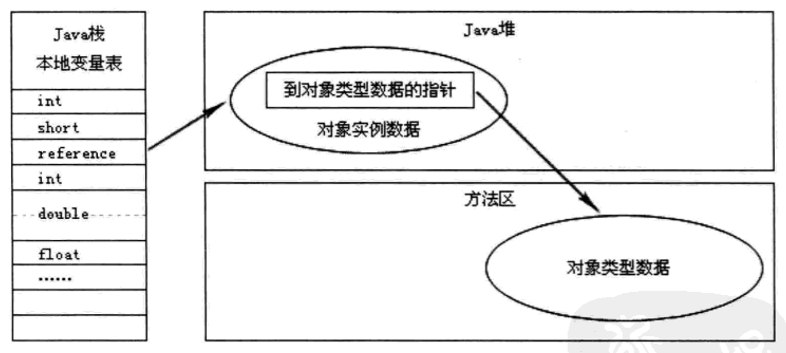 Java栈
本地变量表
int
short
reference
int
double
float
……
Java堆
到对象类型数据的指针
对象实例数据
方法区
对象类型数据